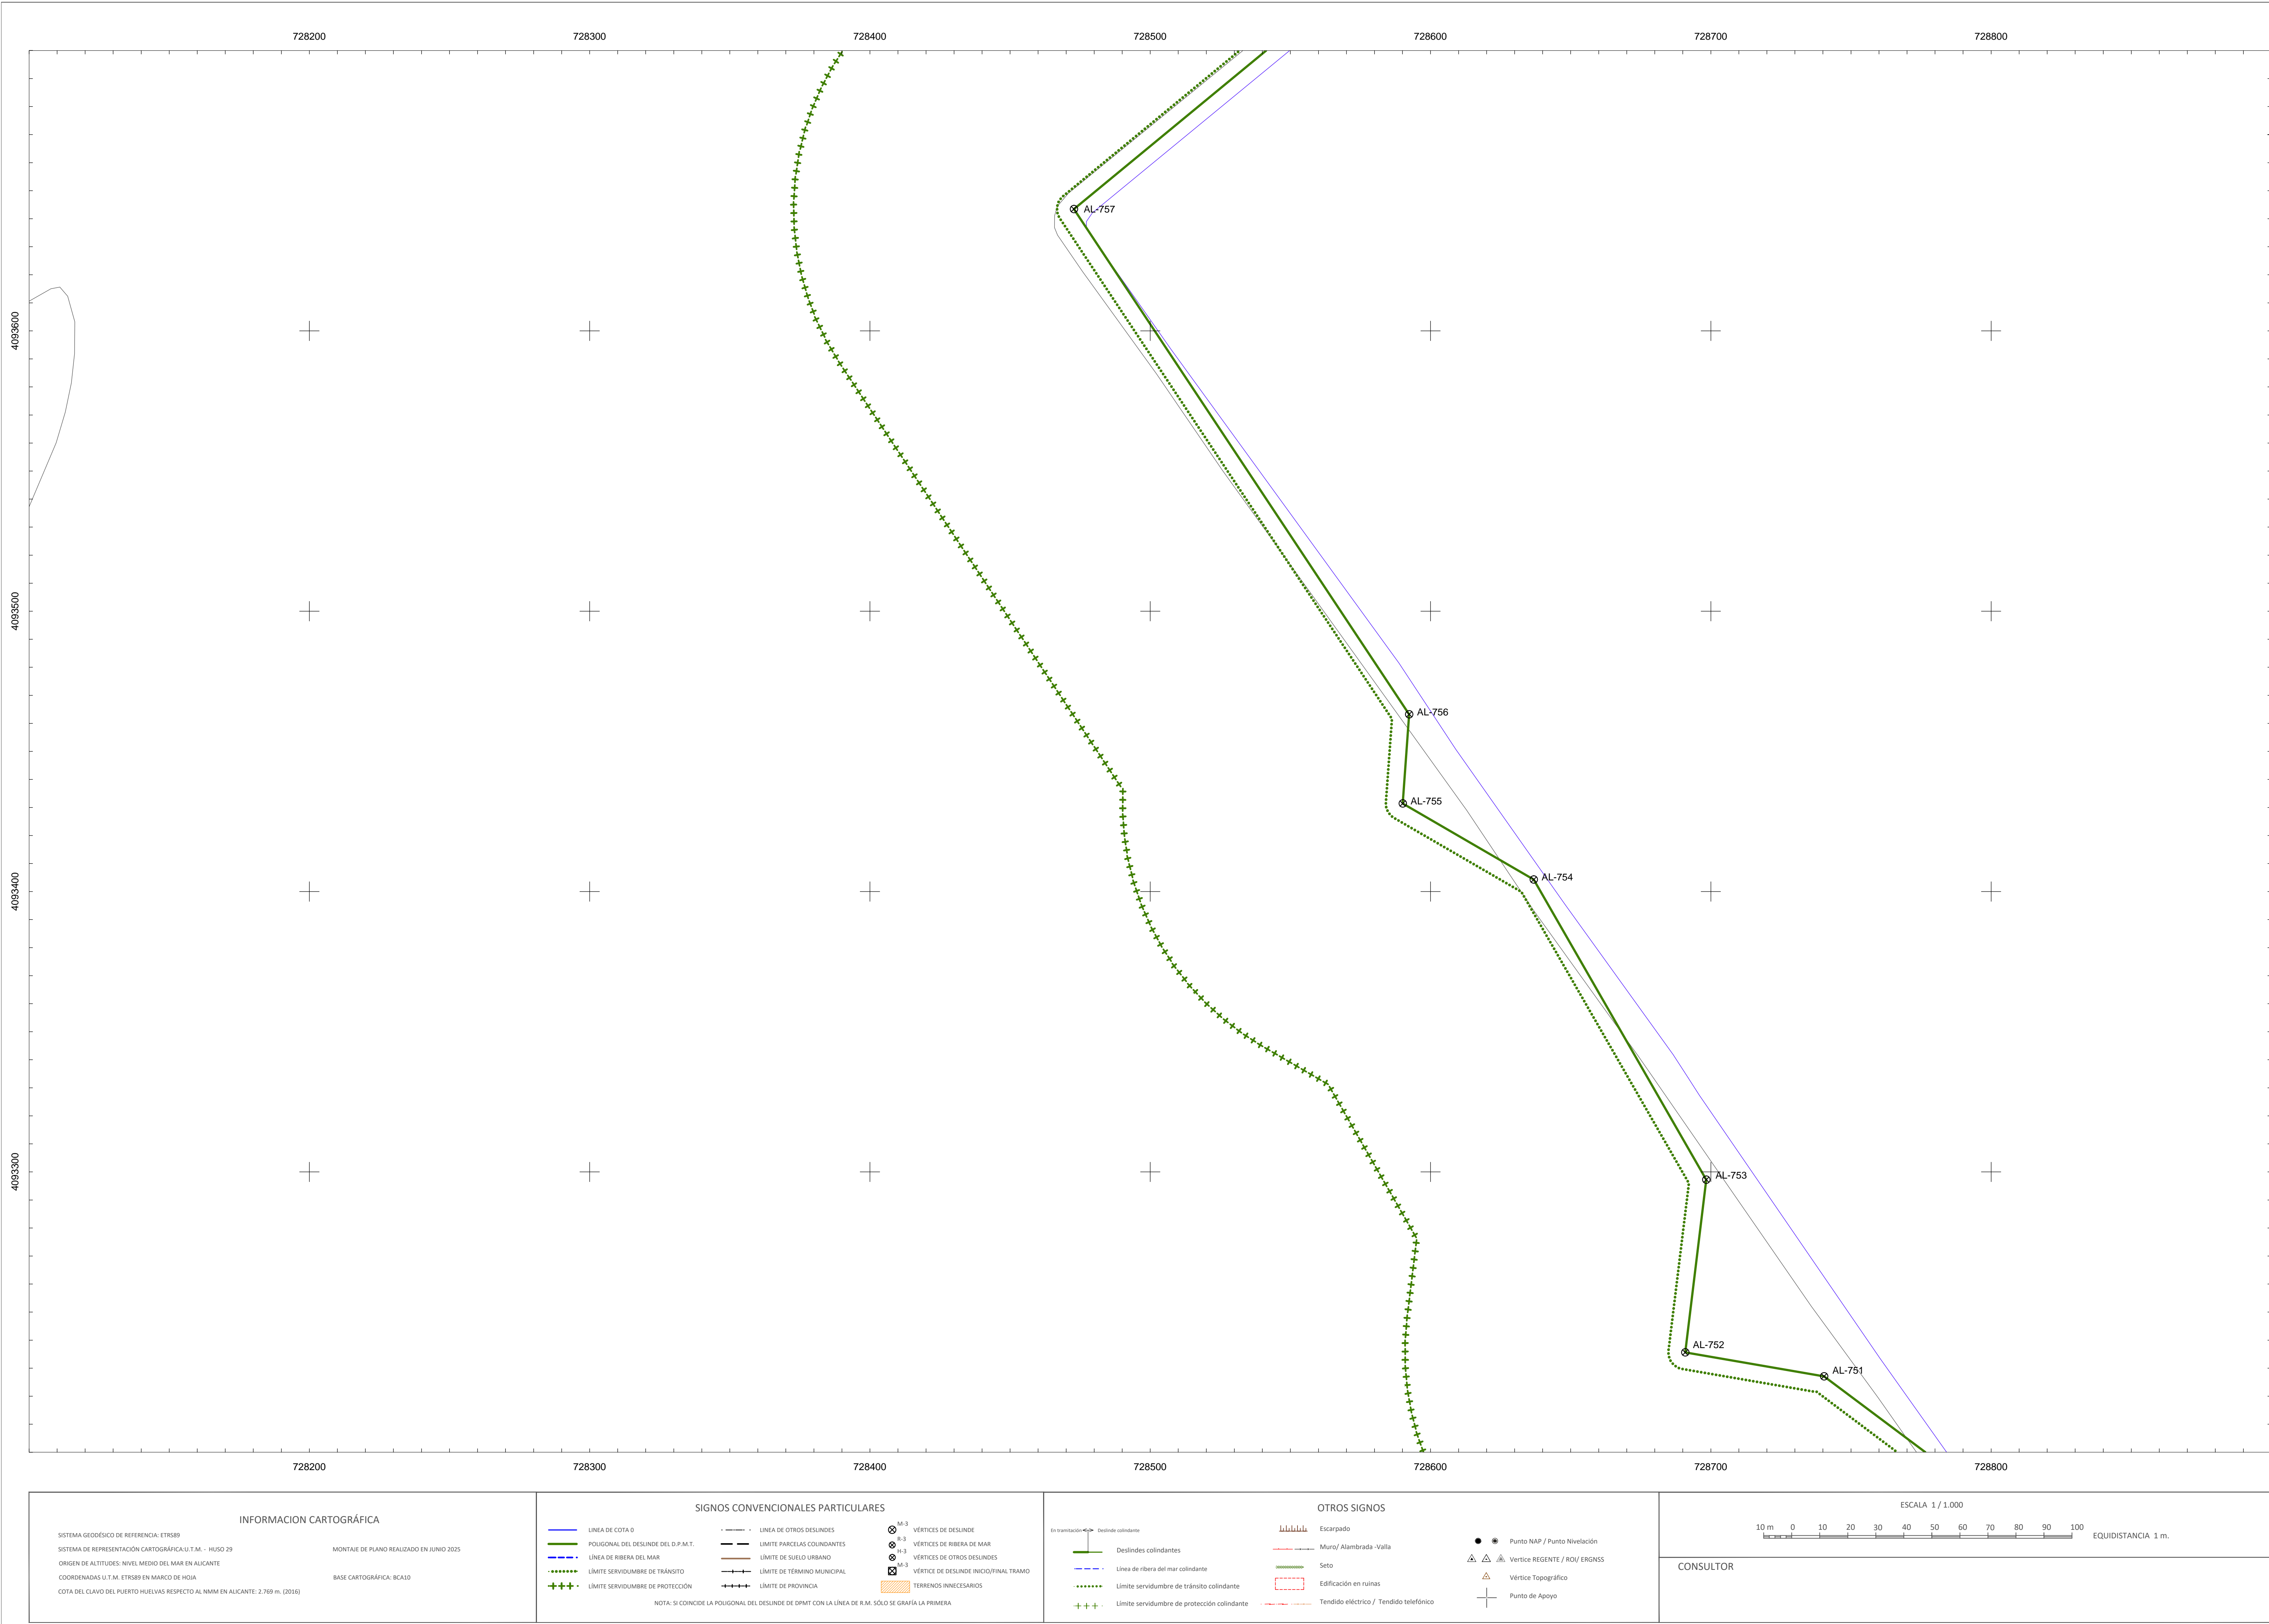 728200 728300 728400 728500 728600 728700 728800
AL-757
4093600
4093500
AL-756
AL-755
4093400
AL-754
4093300
AL-753
AL-752
AL-751
728200 728300 728400 728500 728600 728700 728800
INFORMACION CARTOGRÁFICA
SISTEMA GEODÉSICO DE REFERENCIA: ETRS89
SISTEMA DE REPRESENTACIÓN CARTOGRÁFICA:U.T.M. - HUSO 29
MONTAJE DE PLANO REALIZADO EN JUNIO 2025
ORIGEN DE ALTITUDES: NIVEL MEDIO DEL MAR EN ALICANTE
COORDENADAS U.T.M. ETRS89 EN MARCO DE HOJA
BASE CARTOGRÁFICA: BCA10
COTA DEL CLAVO DEL PUERTO HUELVAS RESPECTO AL NMM EN ALICANTE: 2.769 m. (2016)
SIGNOS CONVENCIONALES PARTICULARES
LINEA DE COTA 0
POLIGONAL DEL DESLINDE DEL D.P.M.T.
LÍNEA DE RIBERA DEL MAR
LÍMITE SERVIDUMBRE DE TRÁNSITO
LÍMITE SERVIDUMBRE DE PROTECCIÓN
LINEA DE OTROS DESLINDES
LIMITE PARCELAS COLINDANTES
LÍMITE DE SUELO URBANO
LÍMITE DE TÉRMINO MUNICIPAL
LÍMITE DE PROVINCIA
M-3
VÉRTICES DE DESLINDE
R-3
VÉRTICES DE RIBERA DE MAR
H-3
VÉRTICES DE OTROS DESLINDES
M-3
VÉRTICE DE DESLINDE INICIO/FINAL TRAMO
TERRENOS INNECESARIOS
NOTA: SI COINCIDE LA POLIGONAL DEL DESLINDE DE DPMT CON LA LÍNEA DE R.M. SÓLO SE GRAFÍA LA PRIMERA
OTROS SIGNOS
En tramitación Deslinde colindante
Deslindes colindantes
Línea de ribera del mar colindante
Límite servidumbre de tránsito colindante
Límite servidumbre de protección colindante
Escarpado
Muro/ Alambrada -Valla
Seto
Edificación en ruinas
Tendido eléctrico / Tendido telefónico
Punto NAP / Punto Nivelación
Vertice REGENTE / ROI/ ERGNSS
Vértice Topográfico
Punto de Apoyo
ESCALA 1 / 1.000
10 m 0 10 20 30 40 50 60 70 80 90 100
EQUIDISTANCIA 1 m.
CONSULTOR